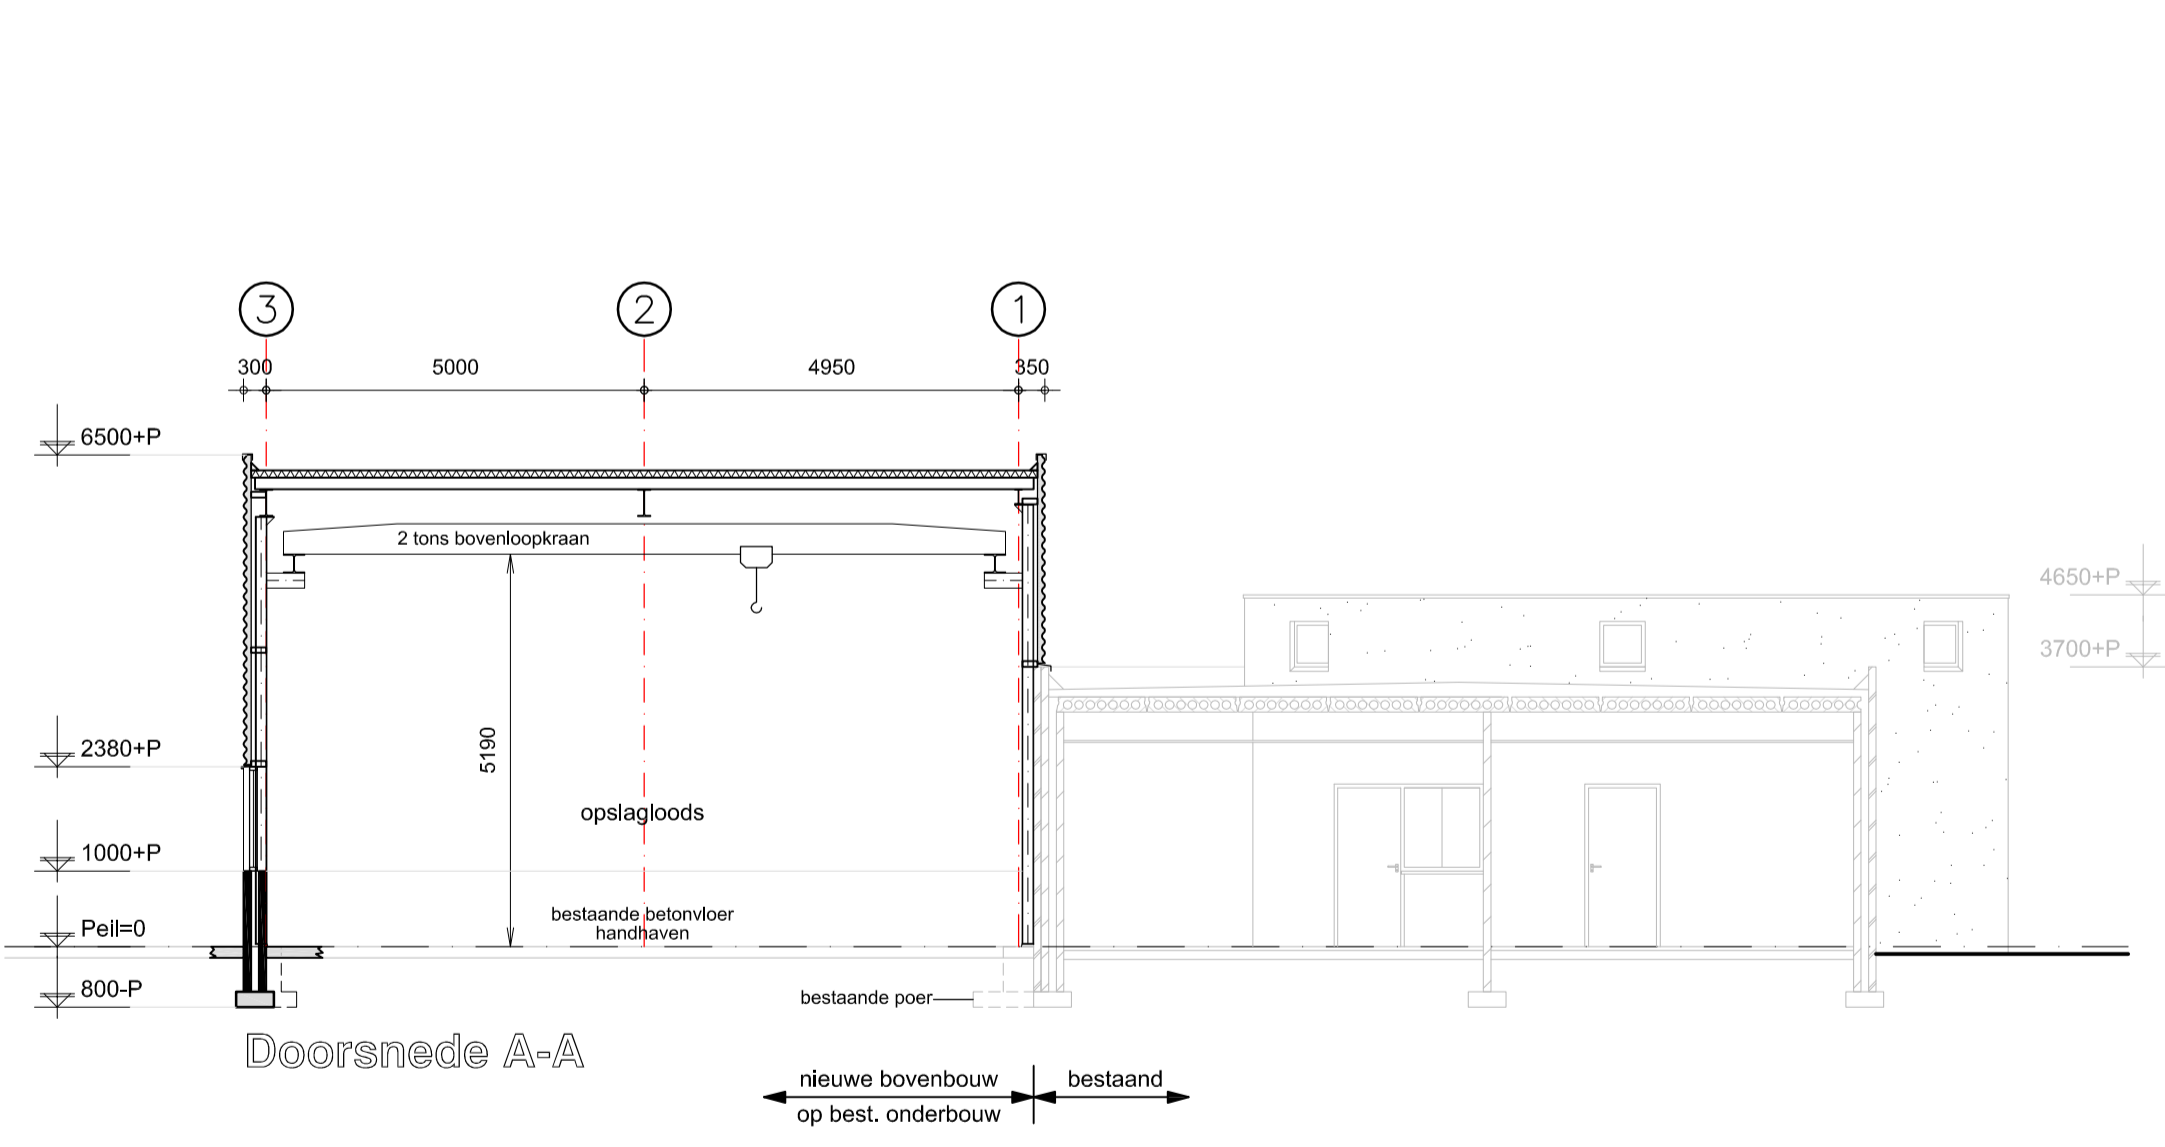 3 2 1
300 5000 4950 350
6500+P
2 tons bovenloopkraan
4650+P
3700+P
5190
2380+P
opslagloods
1000+P
bestaande betonvloer
handhaven
Peil=0
800-P
bestaande poer
Doorsnede A-A
nieuwe bovenbouw bestaand
op best. onderbouw